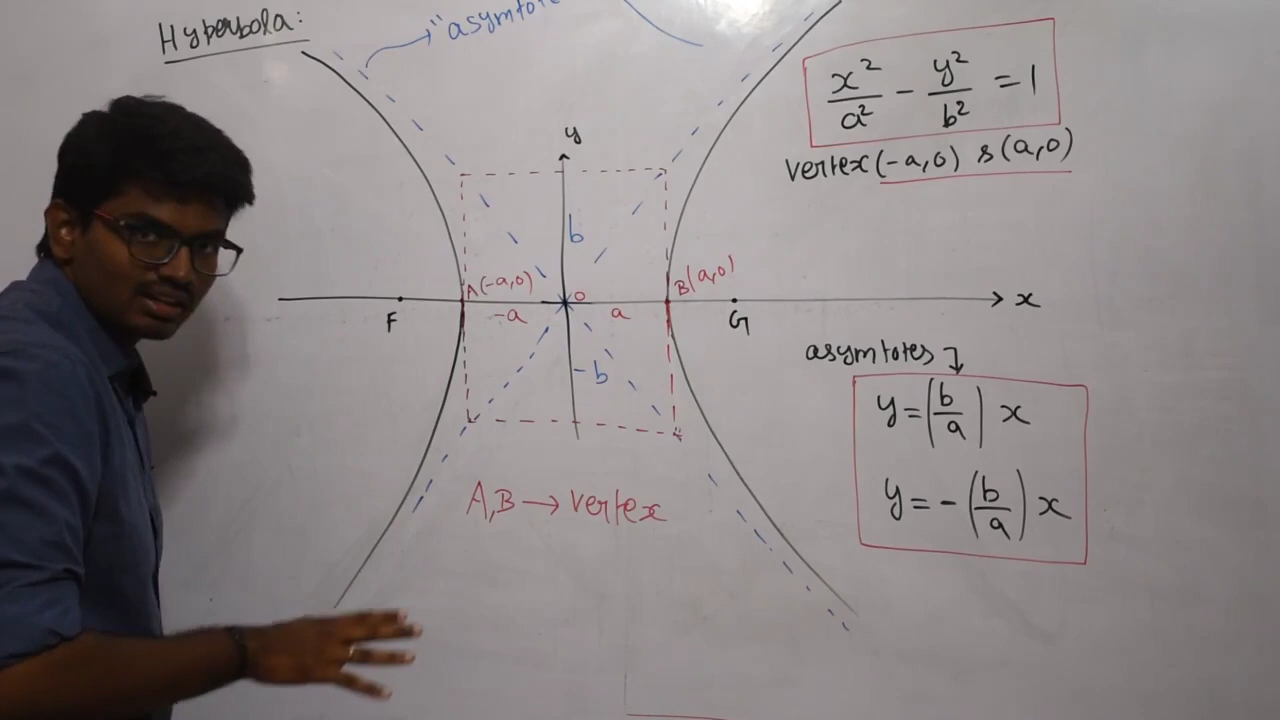 Hyperbola:
"asymtote
x²/a² - y²/b² = 1
vertex (-a,0) & (a,0)
y
b
A(-a,0)
O
B(a,0)
-a
a
x
F
G
-b
asymtotes
y = (b/a) x
y = -(b/a) x
A,B → vertex